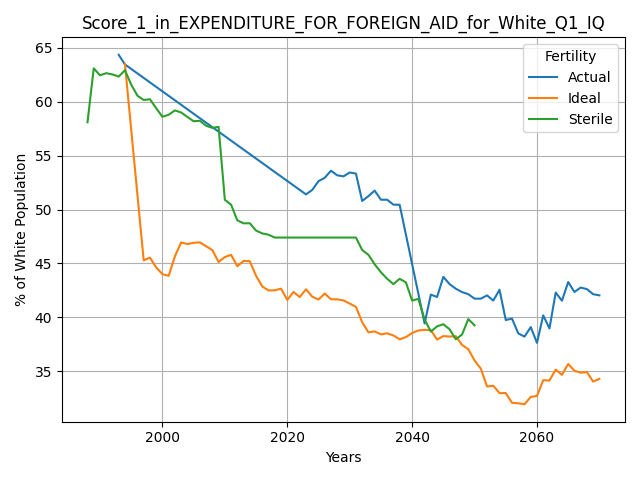 Score_1_in_EXPENDITURE_FOR_FOREIGN_AID_for_White_Q1_IQ
Fertility
Actual
Ideal
Sterile
% of White Population
65
60
55
50
45
40
35
2000
2020
2040
2060
Years